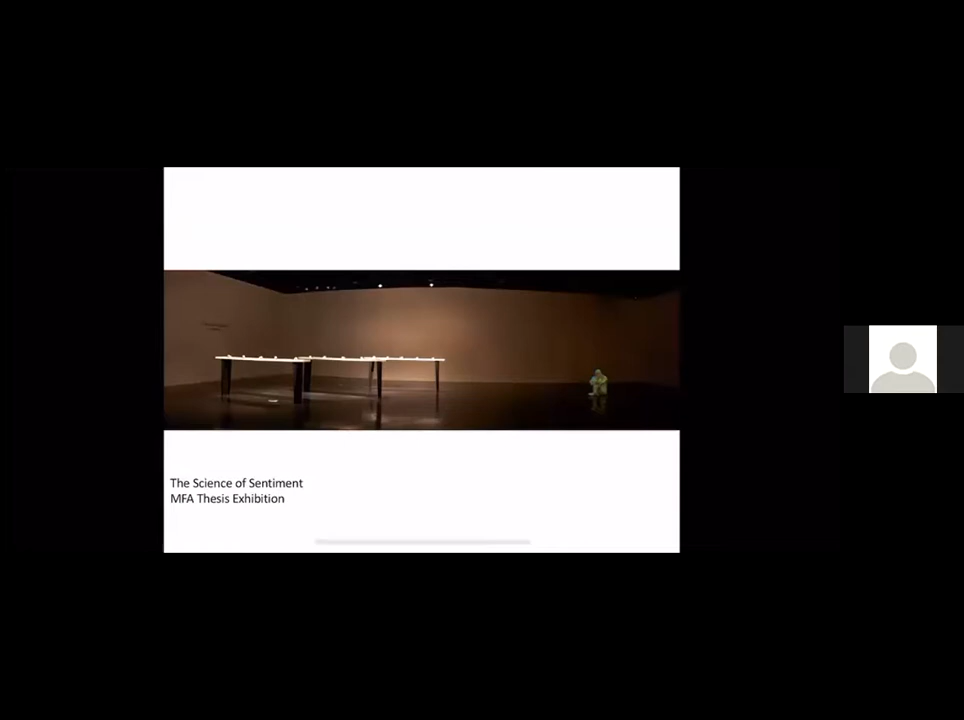 The Science of Sentiment
MFA Thesis Exhibition